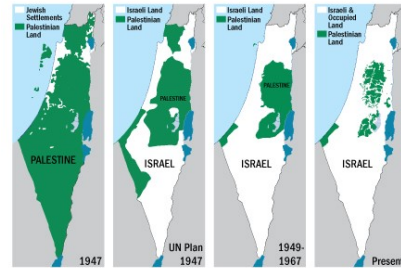 Jewish
Settlements
Palestinian
Land
PALESTINE
1947
Israeli Land
Palestinian
Land
PALESTINE
ISRAEL
UN Plan
1947
Israeli Land
Palestinian
Land
PALESTINE
ISRAEL
1949-
1967
Israeli &
Occupied Land
Palestinian
Land
ISRAEL
Present